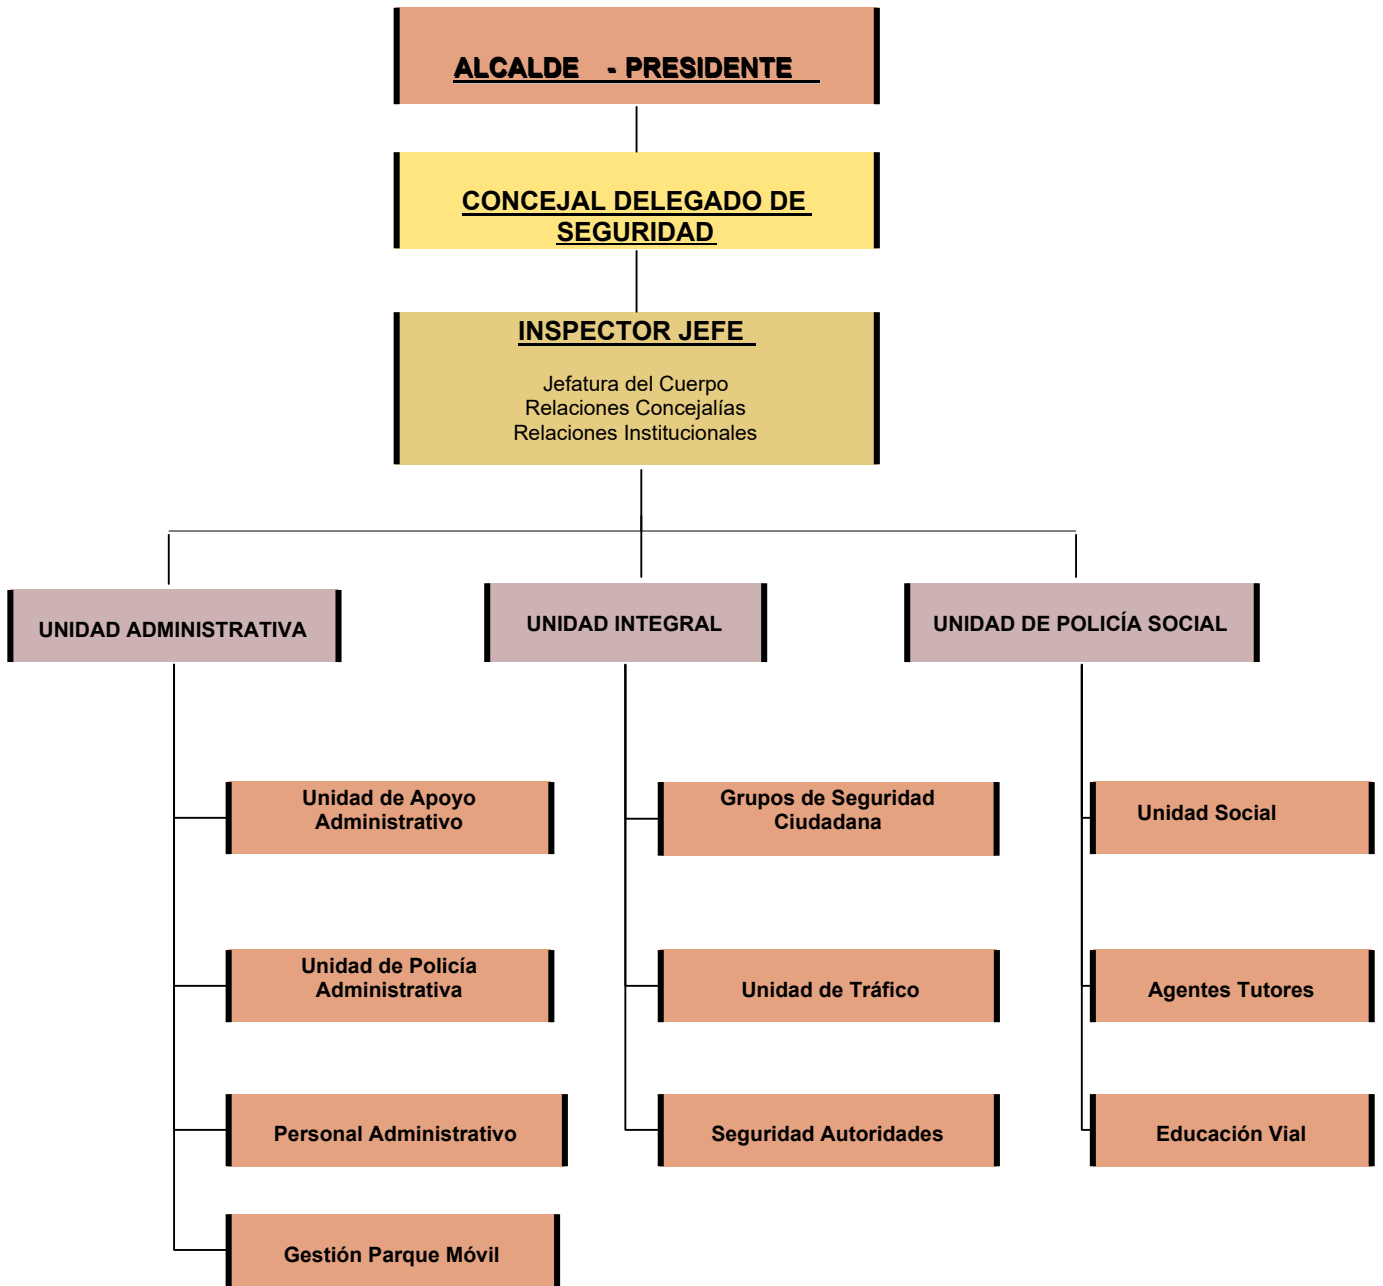 ALCALDE - PRESIDENTE
CONCEJAL DELEGADO DE
SEGURIDAD
INSPECTOR JEFE
Jefatura del Cuerpo
Relaciones Concejalías
Relaciones Institucionales
UNIDAD ADMINISTRATIVA
UNIDAD INTEGRAL
UNIDAD DE POLICÍA SOCIAL
Unidad de Apoyo
Administrativo
Grupos de Seguridad
Ciudadana
Unidad Social
Unidad de Policía
Administrativa
Unidad de Tráfico
Agentes Tutores
Personal Administrativo
Seguridad Autoridades
Educación Vial
Gestión Parque Móvil